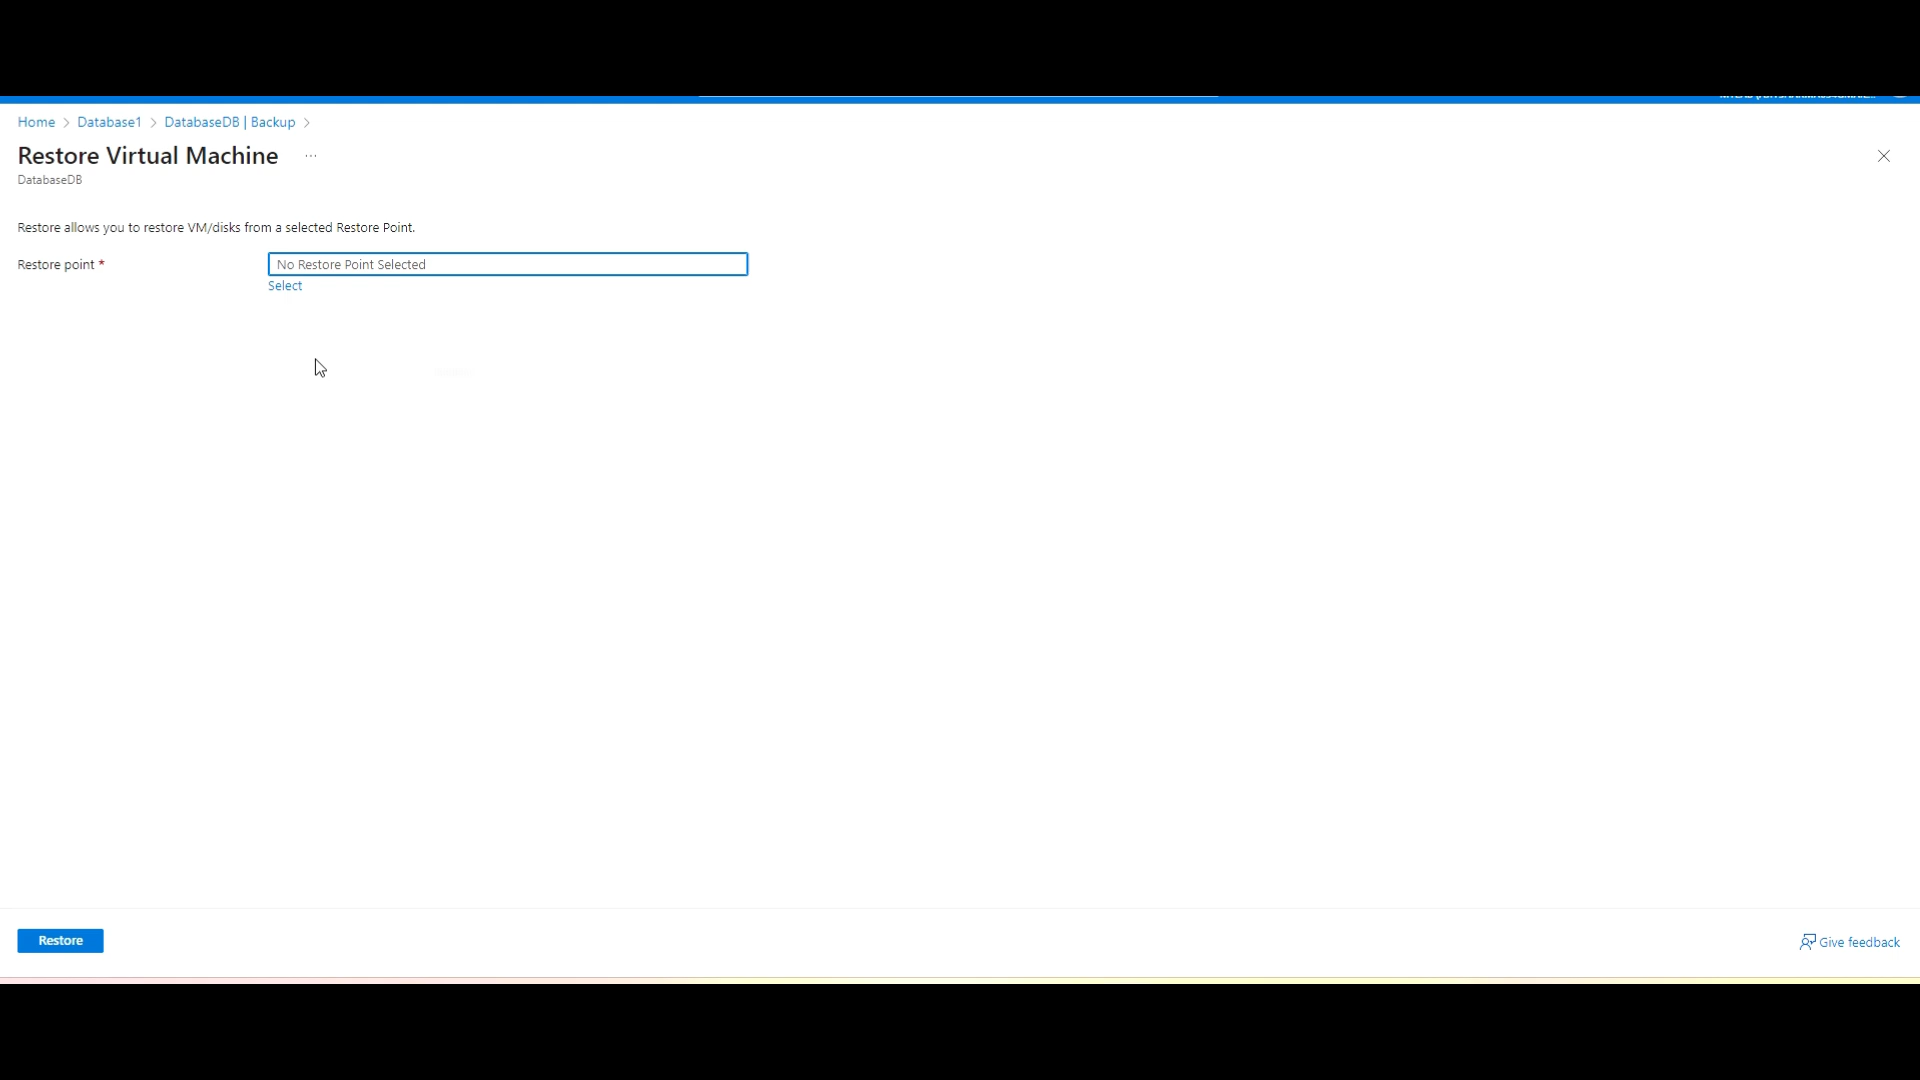 Home > Database1 > DatabaseDB | Backup >
Restore Virtual Machine ...
DatabaseDB
Restore allows you to restore VM/disks from a selected Restore Point.
Restore point * No Restore Point Selected
Select
Restore
Give feedback